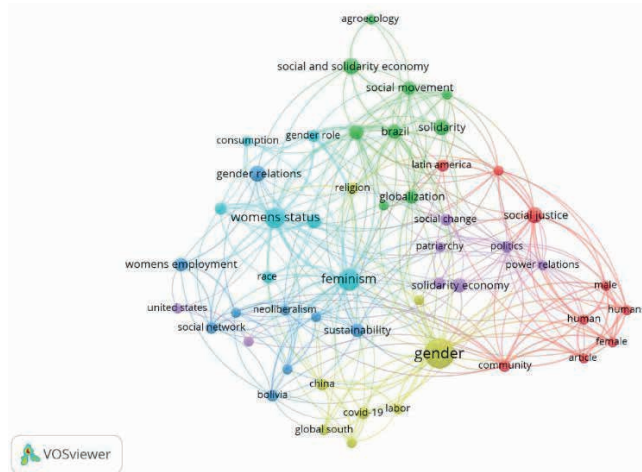 agroecology
social and solidarity economy
social movement
consumption
gender role
brazil
solidarity
gender relations
religion
latin america
globalization
womens status
social change
social justice
patriarchy
politics
womens employment
race
feminism
power relations
united states
neoliberalism
solidarity economy
male
social network
sustainability
human
humans
female
gender
article
community
bolivia
china
covid-19
labor
global south
VOSviewer